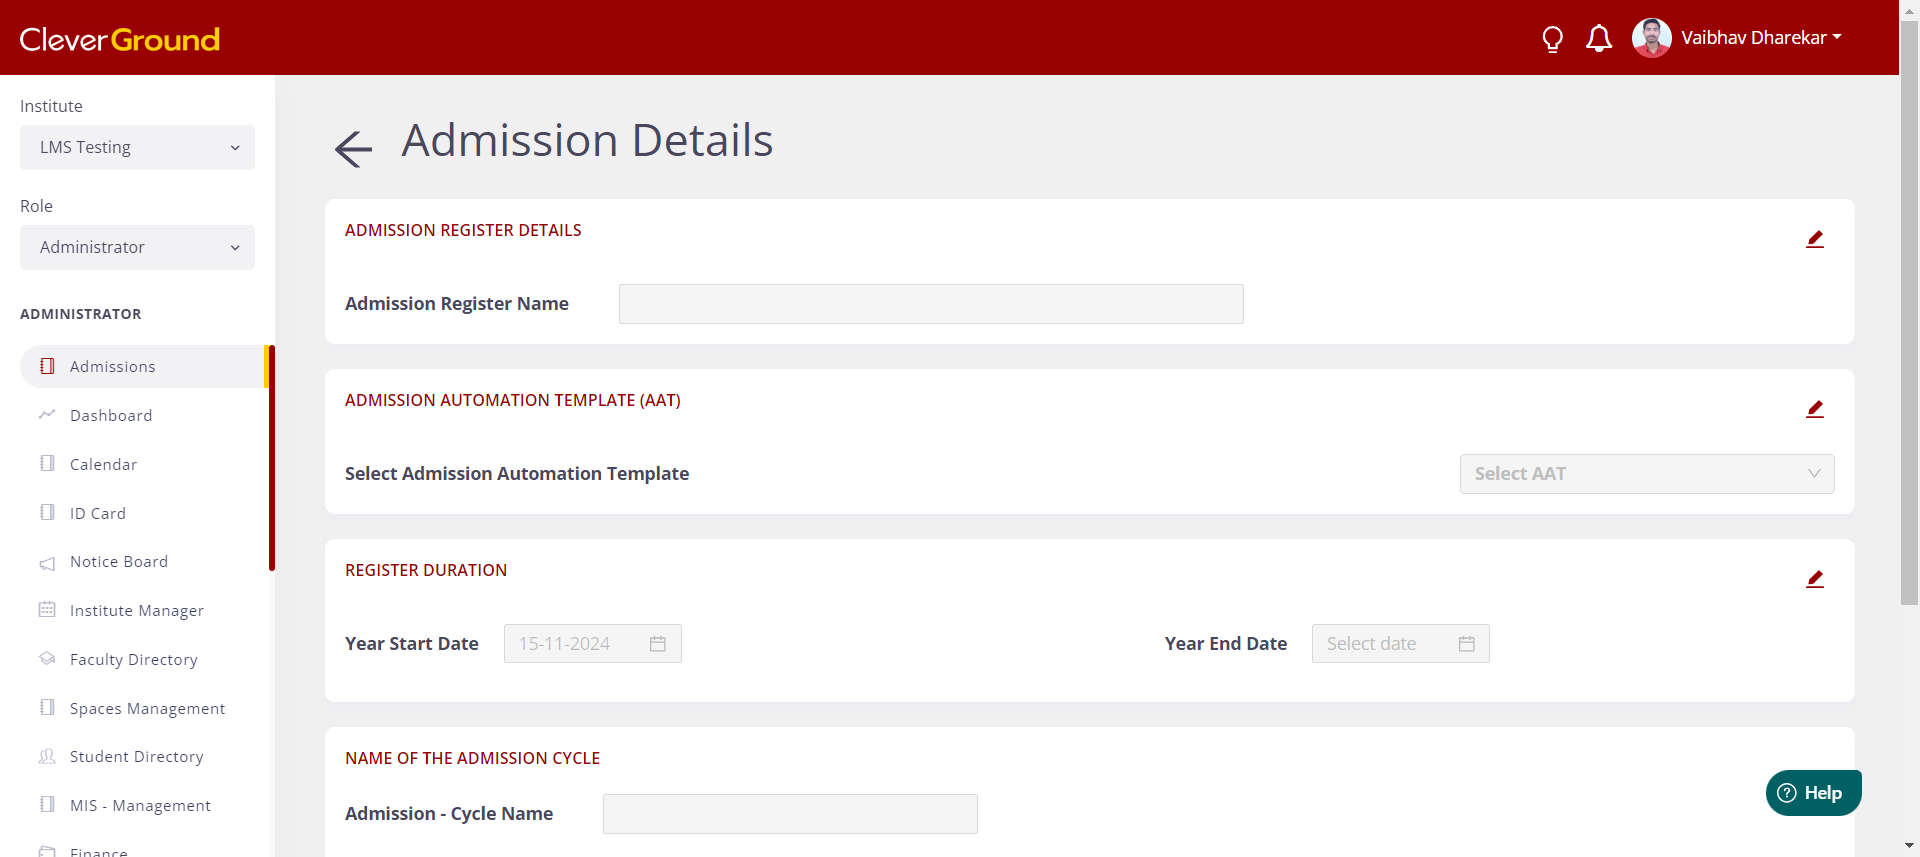 CleverGround
Vaibhav Dharekar
Institute
LMS Testing
Role
Administrator
ADMINISTRATOR
Admissions
Dashboard
Calendar
ID Card
Notice Board
Institute Manager
Faculty Directory
Spaces Management
Student Directory
MIS - Management
Finance
Admission Details
ADMISSION REGISTER DETAILS
Admission Register Name
ADMISSION AUTOMATION TEMPLATE (AAT)
Select Admission Automation Template
Select AAT
REGISTER DURATION
Year Start Date
15-11-2024
Year End Date
Select date
NAME OF THE ADMISSION CYCLE
Admission - Cycle Name
Help